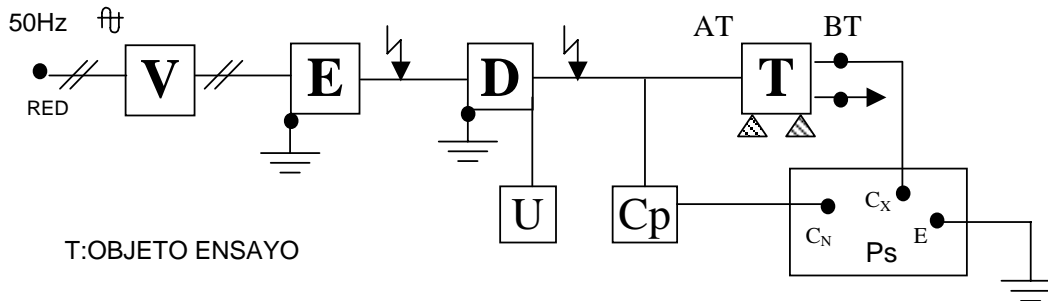 50Hz
AT BT
V E D T
RED
U Cp
C_X
C_N E
Ps
T:OBJETO ENSAYO